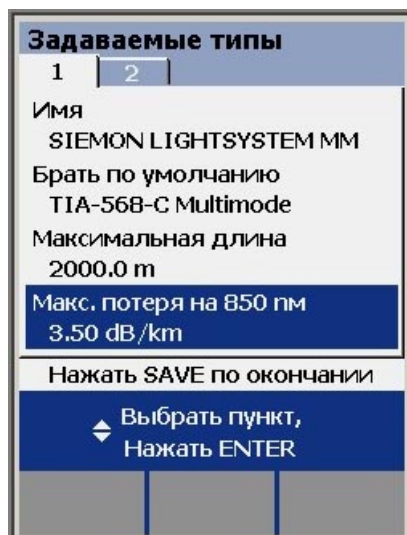 Задаваемые типы
1 2
Имя
SIEMON LIGHTSYSTEM MM
Брать по умолчанию
TIA-568-C Multimode
Максимальная длина
2000.0 m
Макс. потеря на 850 nм
3.50 dB/km
Нажать SAVE по окончании
Выбрать пункт,
Нажать ENTER